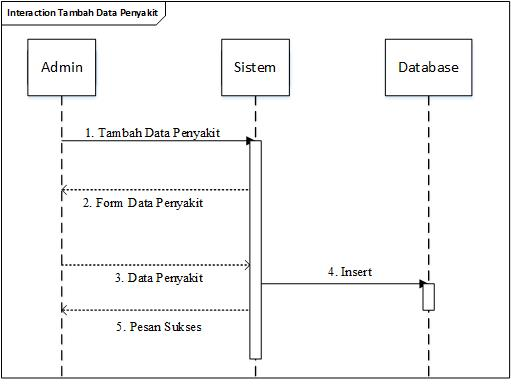 Interaction Tambah Data Penyakit
Admin
Sistem
Database
1. Tambah Data Penyakit
2. Form Data Penyakit
3. Data Penyakit
4. Insert
5. Pesan Sukses